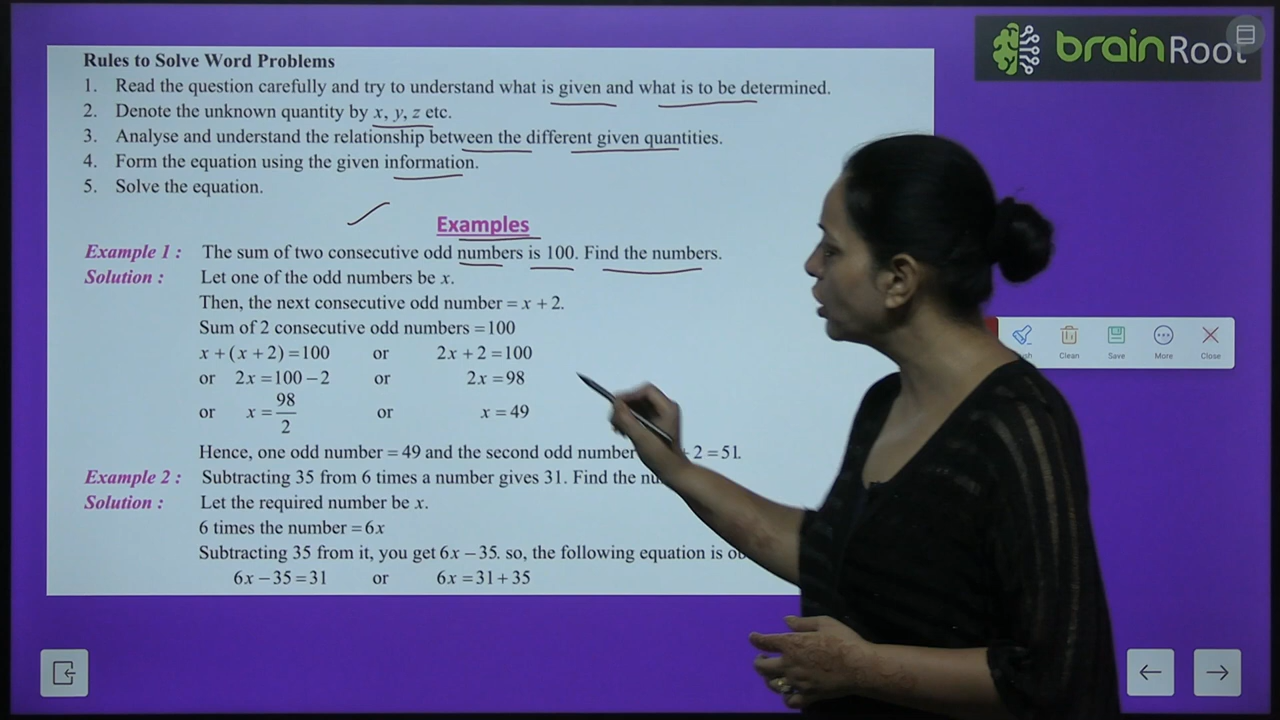 brainRoot
Rules to Solve Word Problems
1. Read the question carefully and try to understand what is given and what is to be determined.
2. Denote the unknown quantity by x, y, z etc.
3. Analyse and understand the relationship between the different given quantities.
4. Form the equation using the given information.
5. Solve the equation.
Examples
Example 1 : The sum of two consecutive odd numbers is 100. Find the numbers.
Solution : Let one of the odd numbers be x.
Then, the next consecutive odd number = x + 2.
Sum of 2 consecutive odd numbers = 100
x + (x + 2) = 100 or 2x + 2 = 100
or 2x = 100 − 2 or 2x = 98
or x = 98/2 or x = 49
Hence, one odd number = 49 and the second odd number + 2 = 51.
Example 2 : Subtracting 35 from 6 times a number gives 31. Find the
Solution : Let the required number be x.
6 times the number = 6x
Subtracting 35 from it, you get 6x − 35. so, the following equation is
6x − 35 = 31 or 6x = 31 + 35
Clean Save More Close